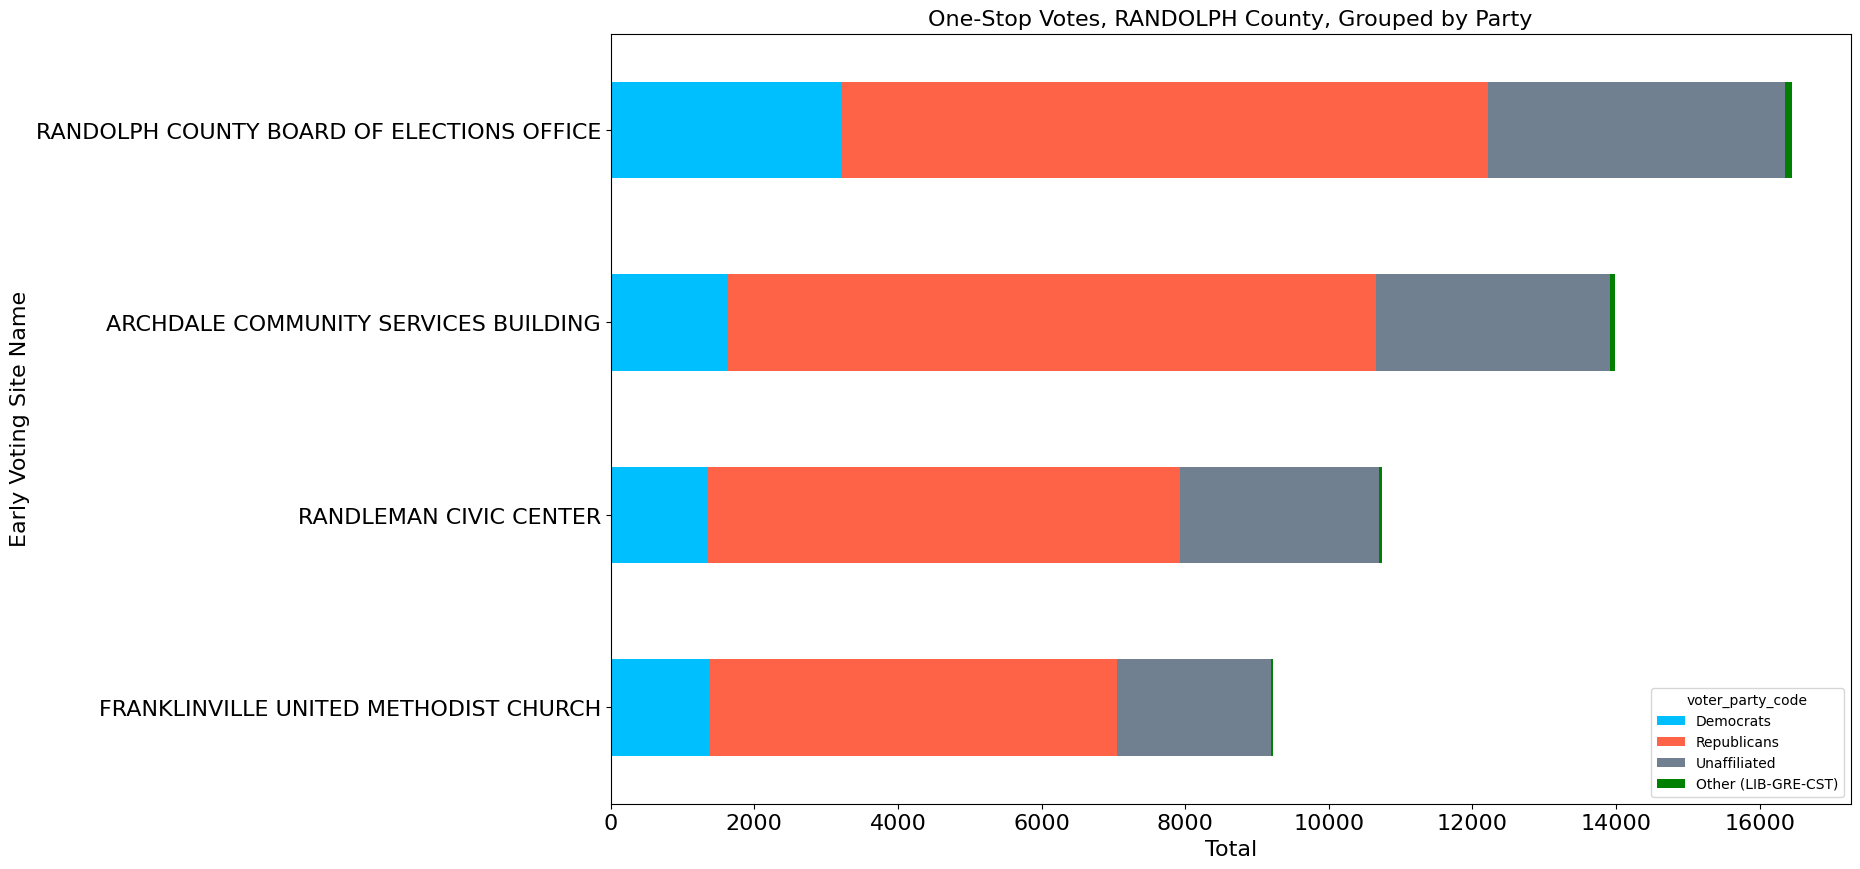 One-Stop Votes, RANDOLPH County, Grouped by Party
Early Voting Site Name
RANDOLPH COUNTY BOARD OF ELECTIONS OFFICE
ARCHDALE COMMUNITY SERVICES BUILDING
RANDLEMAN CIVIC CENTER
FRANKLINVILLE UNITED METHODIST CHURCH
voter_party_code
Democrats
Republicans
Unaffiliated
Other (LIB-GRE-CST)
0 2000 4000 6000 8000 10000 12000 14000 16000
Total